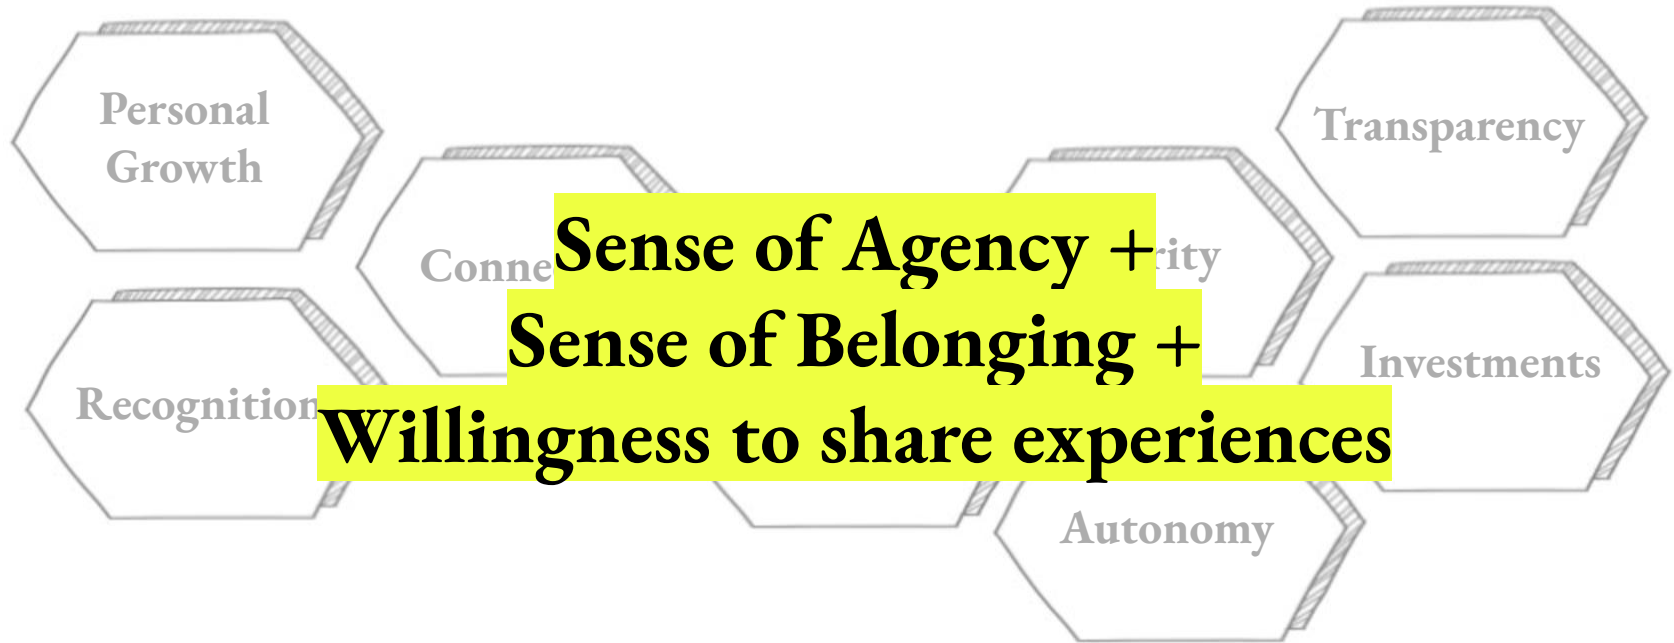 Personal
Growth
Transparency
Sense of Agency +
Sense of Belonging +
Willingness to share experiences
Investments
Recognition
Autonomy